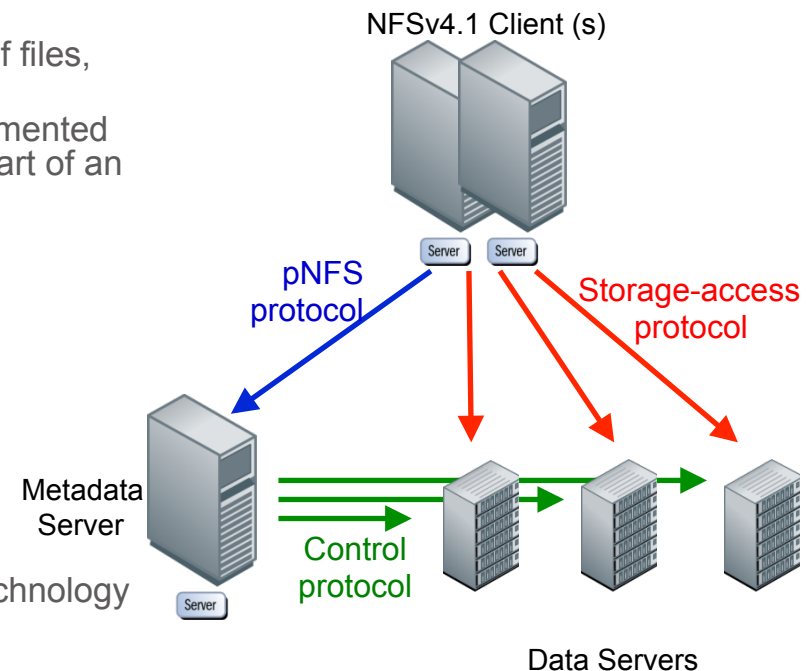 NFSv4.1 Client (s)
f files,
mented
art of an
Server
Server
pNFS
protocol
Storage-access
protocol
Metadata
Server
Control
protocol
chnology
Server
Data Servers